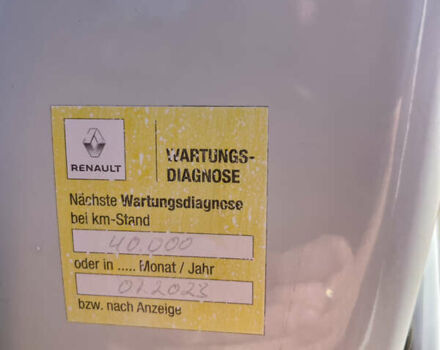 RENAULT
WARTUNGS-
DIAGNOSE
Nächste Wartungsdiagnose
bei km-Stand
40.000
oder in ..... Monat / Jahr
01.2023
bzw. nach Anzeige